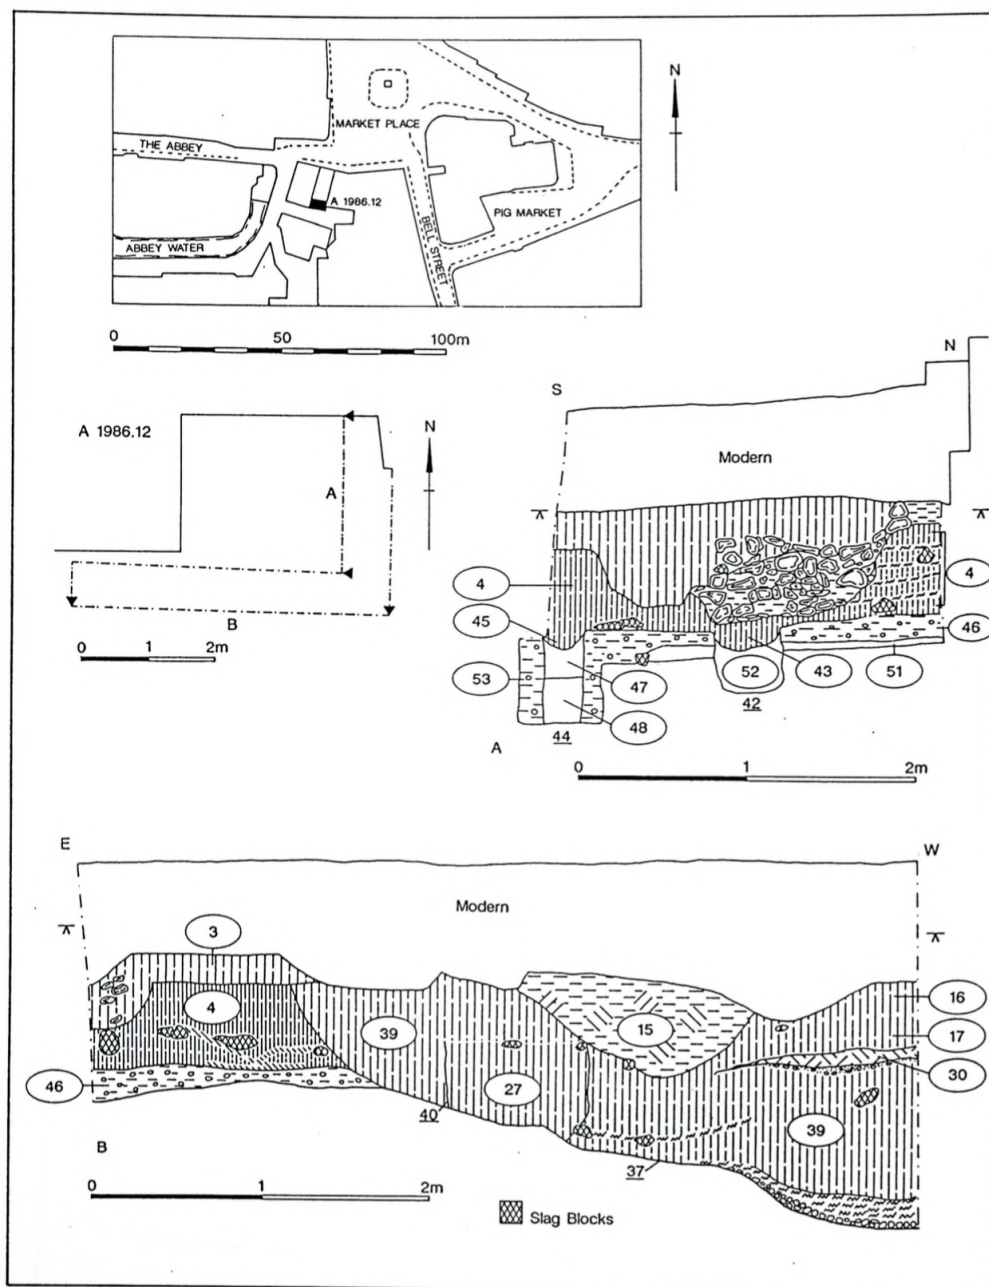 N
MARKET PLACE
THE ABBEY
A 1986.12
PIG MARKET
BELL STREET
ABBEY WATER
0 50 100m
A 1986.12
N
A
B
0 1 2m
S
N
Modern
4
4
45
46
53
47
52
43
51
42
48
A
44
0 1 2m
E
W
Modern
3
16
4
39
15
17
46
27
30
40
39
B
37
0 1 2m
Slag Blocks